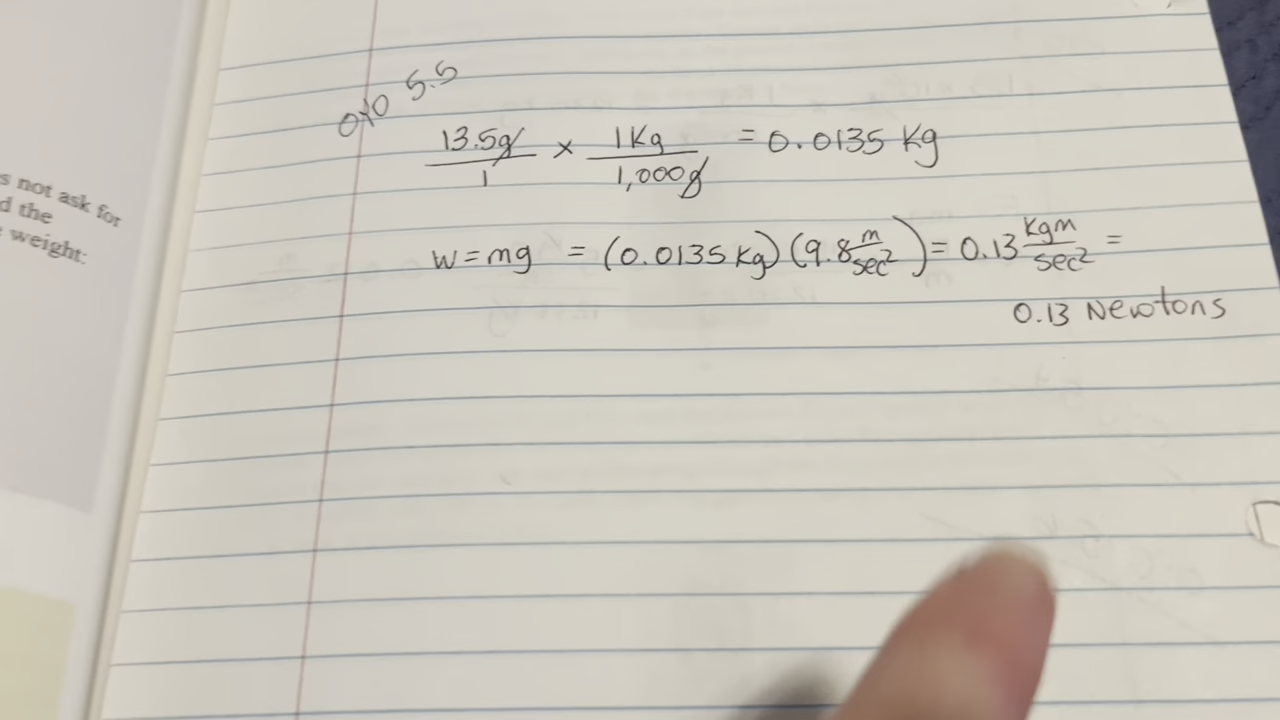 s not ask for
d the
weight:
OYO 5.5
13.5g/1 × 1Kg/1,000g = 0.0135 Kg
w = mg = (0.0135 Kg)(9.8 m/sec²) = 0.13 Kgm/sec² =
0.13 Newtons